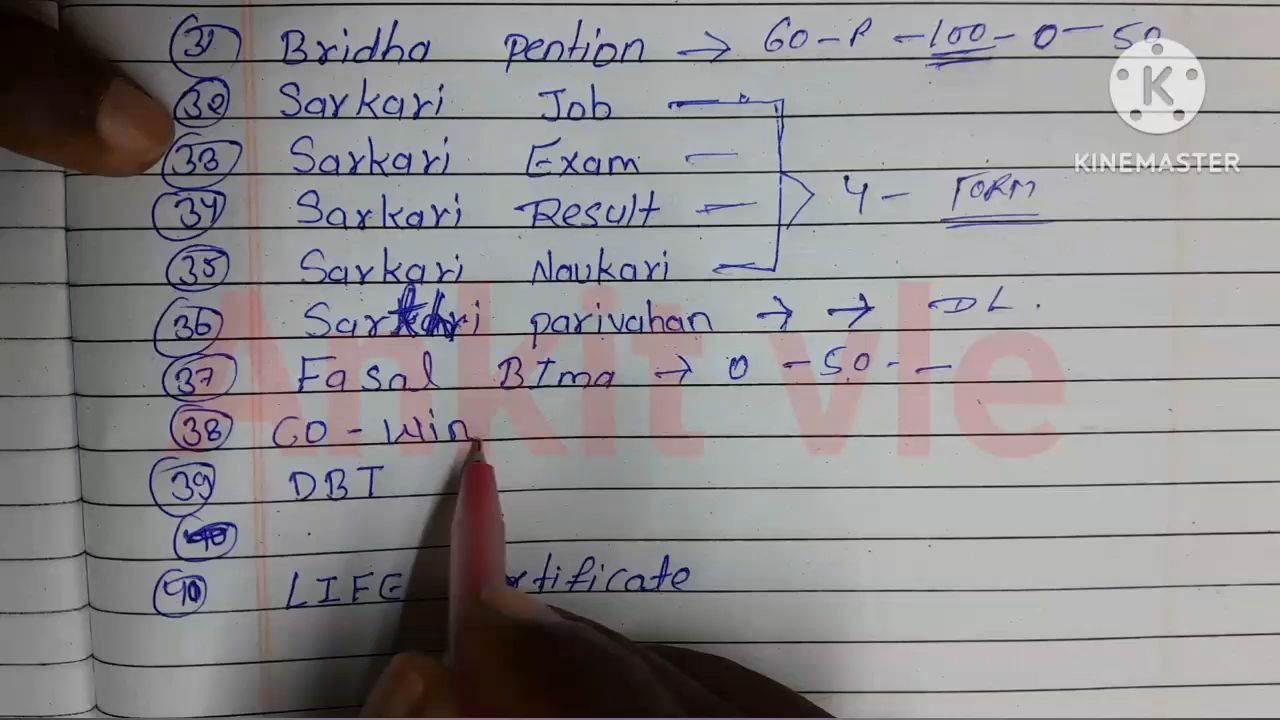 31 Bridha pention → 60 - P - 100 - 0 - 50
K
32 Sarkari Job
KINEMASTER
33 Sarkari Exam
34 Sarkari Result 4 - FORM
35 Sarkari Naukari
36 Sarkari parivahan → → DL.
37 Fasal BIma → 0 - 50 - -
Ankit vle
38 CO-Win
39 DBT
40
40 LIFE rtificate